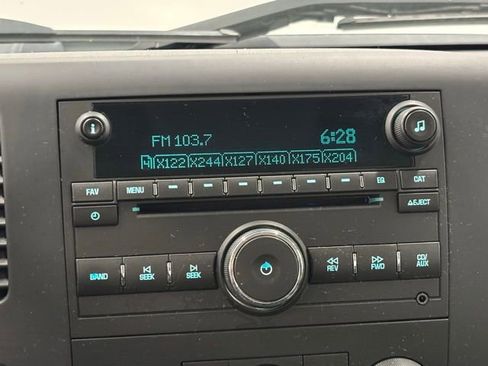 FM 103.7 6:28
4 X122 X244 X127 X140 X175 X204
FAV MENU EQ CAT
⏏EJECT
BAND SEEK SEEK REV FWD CD/AUX